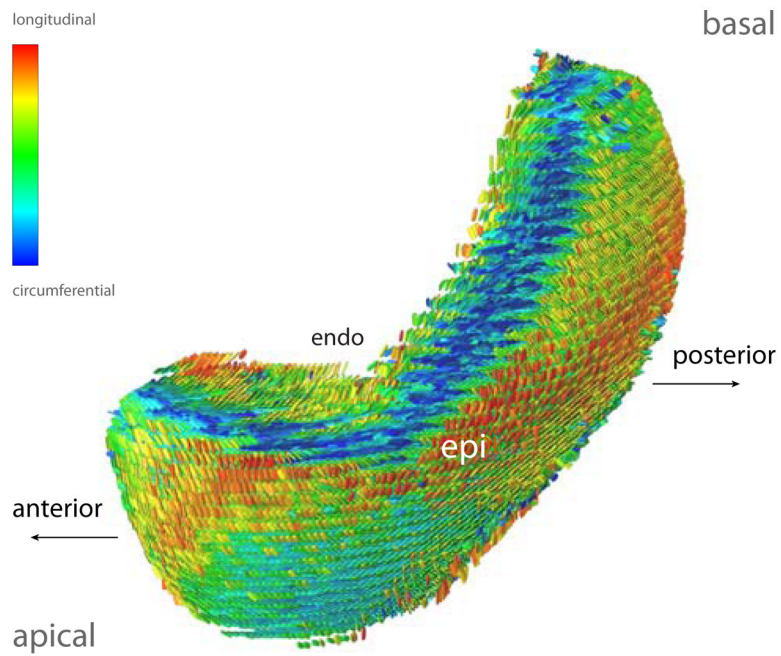 longitudinal
basal
circumferential
endo
posterior
epi
anterior
apical